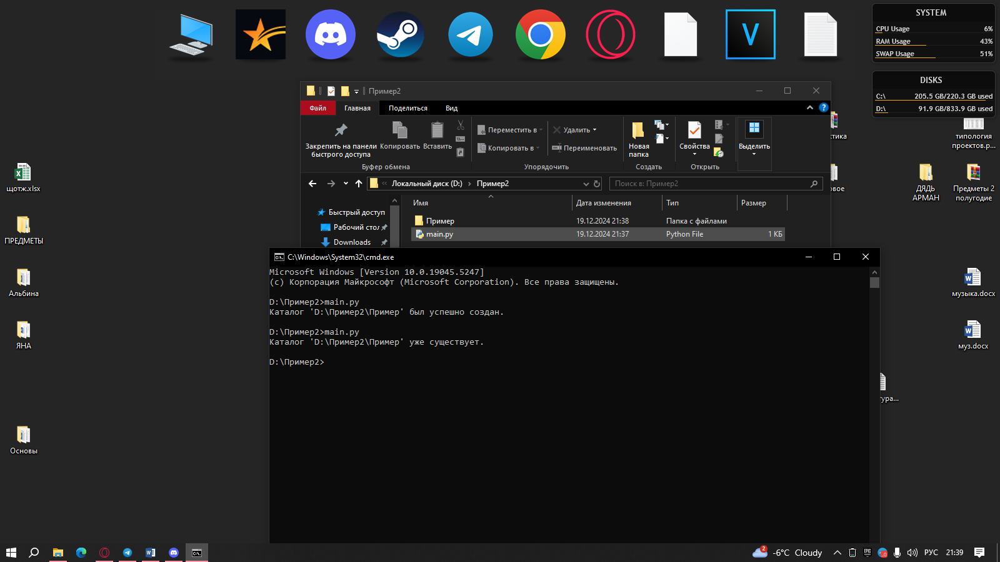 SYSTEM
CPU Usage 6%
RAM Usage 43%
SWAP Usage 51%
DISKS
C:\ 205.5 GB/220.3 GB used
D:\ 91.9 GB/833.9 GB used
V
Пример2
Файл Главная Поделиться Вид
Закрепить на панели быстрого доступа
Копировать
Вставить
Переместить в
Копировать в
Удалить
Переименовать
Новая папка
Свойства
Выделить
Буфер обмена Упорядочить Создать Открыть
Локальный диск (D:) > Пример2
Поиск в: Пример2
Имя Дата изменения Тип Размер
Быстрый доступ
Рабочий стол
Downloads
Пример 19.12.2024 21:38 Папка с файлами
main.py 19.12.2024 21:37 Python File 1 КБ
C:\Windows\System32\cmd.exe
Microsoft Windows [Version 10.0.19045.5247]
(c) Корпорация Майкрософт (Microsoft Corporation). Все права защищены.
D:\Пример2>main.py
Каталог 'D:\Пример2\Пример' был успешно создан.
D:\Пример2>main.py
Каталог 'D:\Пример2\Пример' уже существует.
D:\Пример2>
щотж.xlsx
ПРЕДМЕТЫ
Альбина
ЯНА
Основы
типология
проектов.р...
ДЯДЬ
АРМАН
Предметы 2
полугодие
музыка.docx
муз.docx
-6°C Cloudy
РУС 21:39